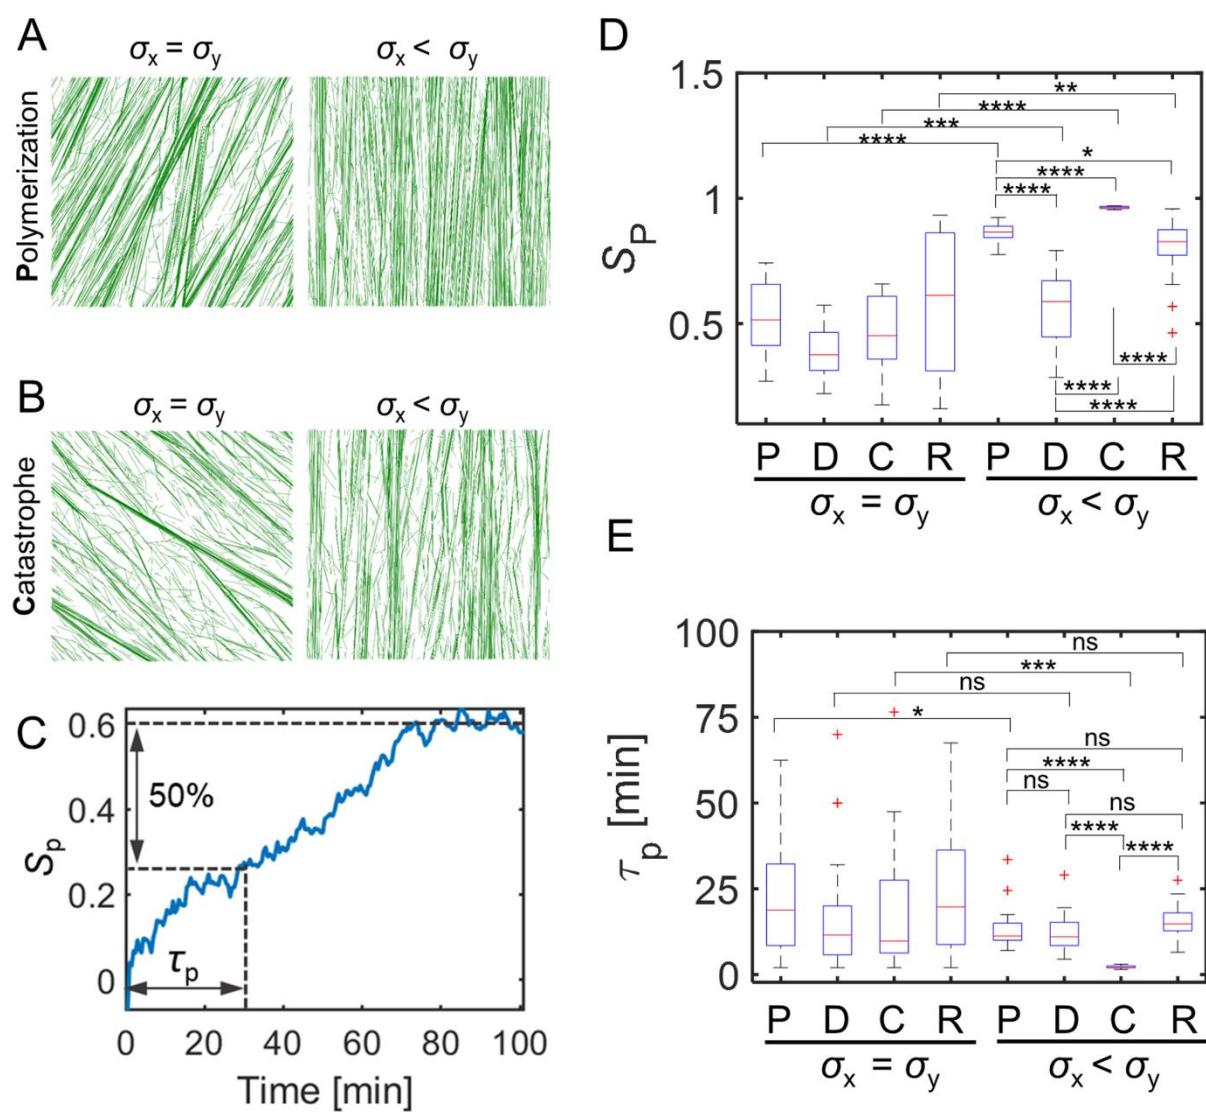 A
σx = σy
σx < σy
Polymerization
B
σx = σy
σx < σy
Catastrophe
C
Sp
0.6
0.4
0.2
0
50%
τp
0 20 40 60 80 100
Time [min]
D
SP
1.5
1
0.5
**
****
***
****
*
****
****
****
****
****
P D C R P D C R
σx = σy
σx < σy
E
τp [min]
100
75
50
25
0
ns
***
ns
*
ns
****
ns
ns
****
****
P D C R P D C R
σx = σy
σx < σy